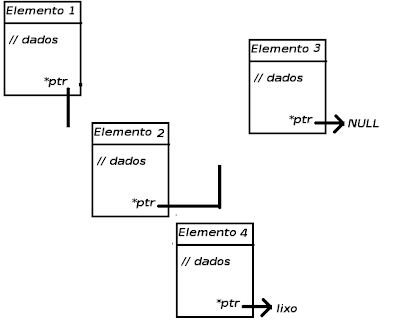 Elemento 1
// dados
*ptr
Elemento 3
// dados
*ptr
NULL
Elemento 2
// dados
*ptr
Elemento 4
// dados
*ptr
lixo